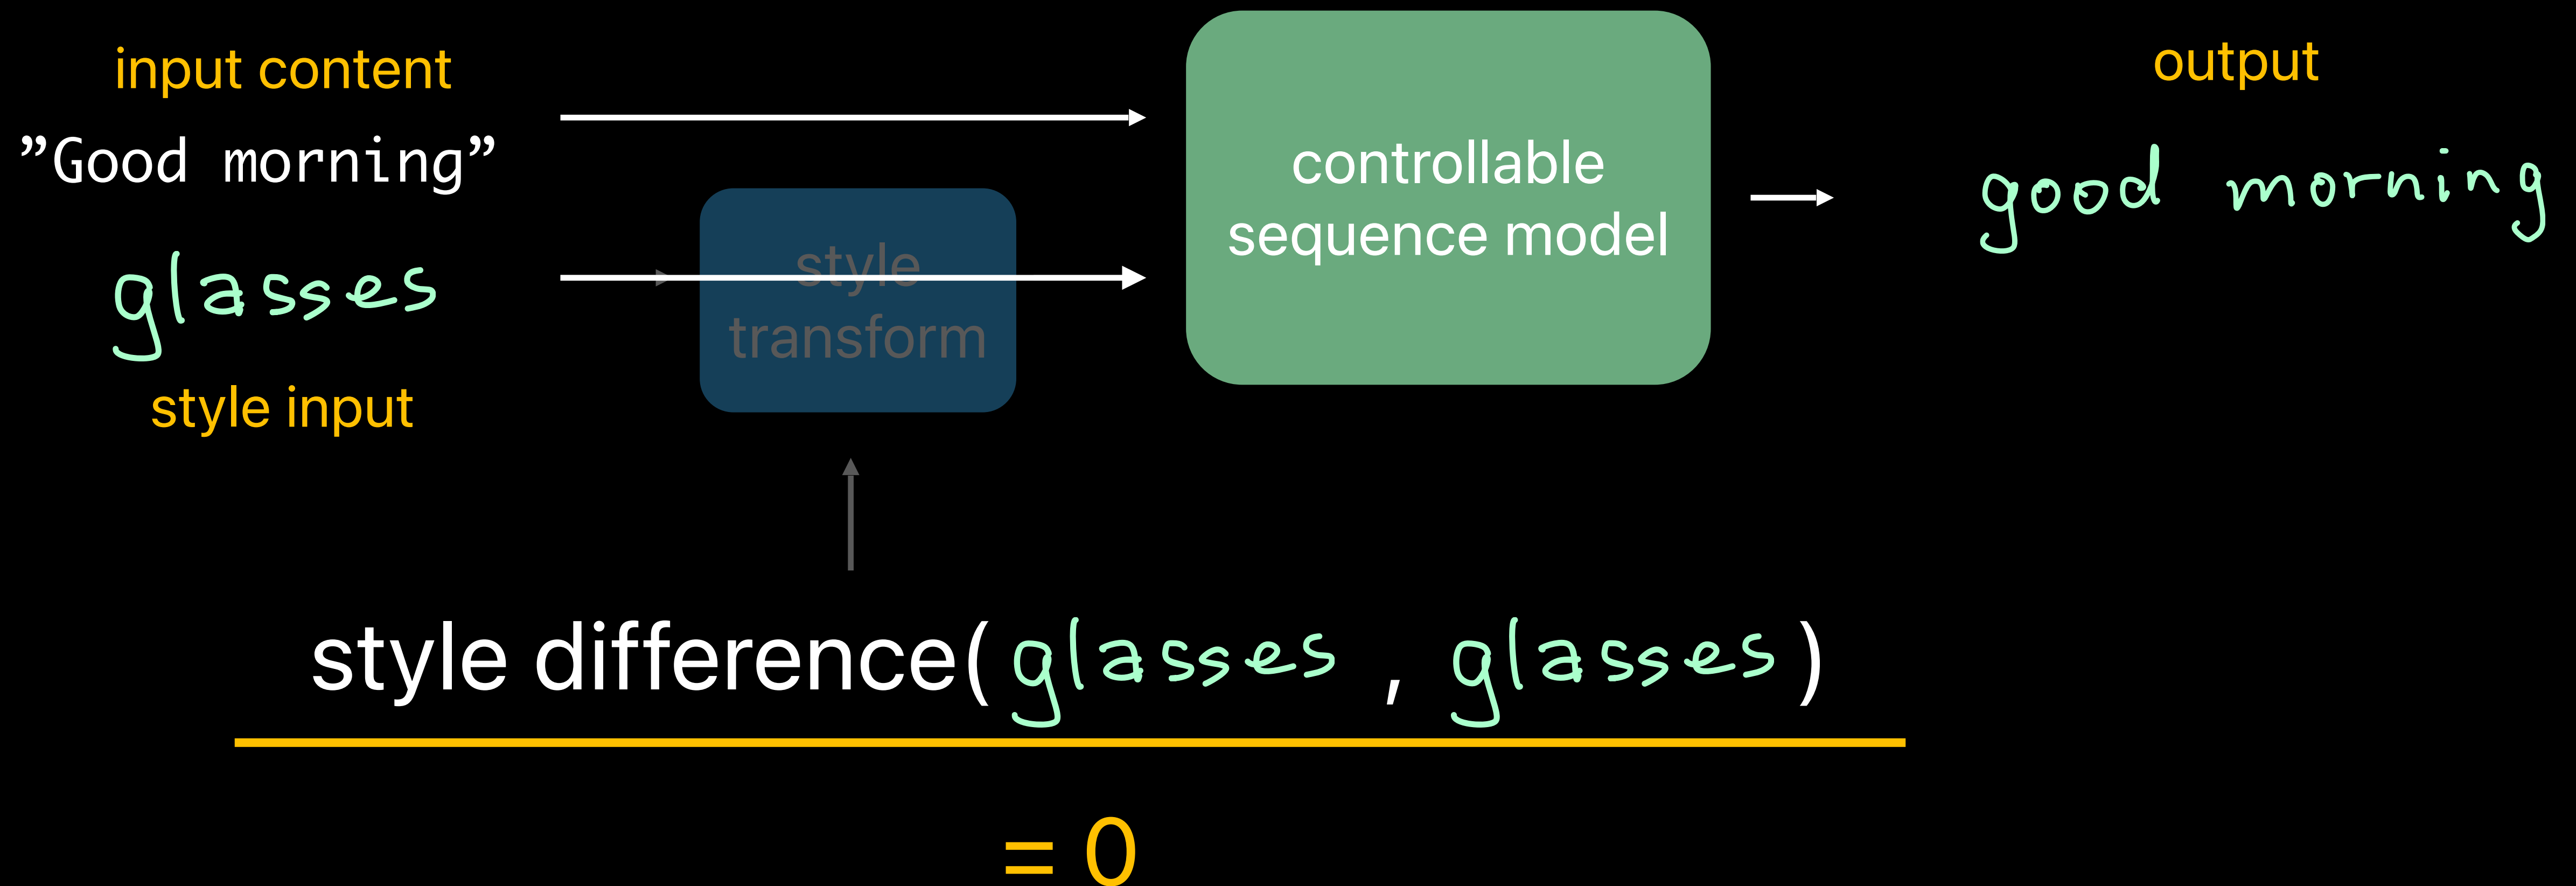 input content
”Good morning”
glasses
style input
style
transform
controllable
sequence model
output
good morning
style difference( glasses , glasses )
= 0